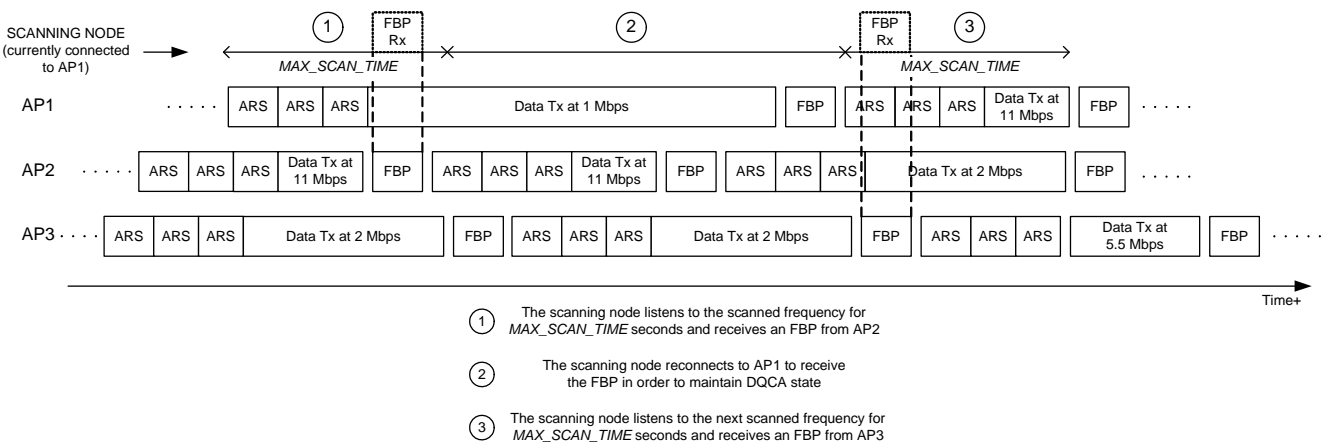 SCANNING NODE
(currently connected
to AP1)
1
FBP
Rx
2
FBP
Rx
3
MAX_SCAN_TIME
MAX_SCAN_TIME
AP1 · · · · · ARS ARS ARS Data Tx at 1 Mbps FBP ARS ARS ARS Data Tx at
11 Mbps FBP · · · · ·
AP2 · · · · · ARS ARS ARS Data Tx at
11 Mbps FBP ARS ARS ARS Data Tx at
11 Mbps FBP ARS ARS ARS Data Tx at 2 Mbps FBP · · · · ·
AP3 · · · · ARS ARS ARS Data Tx at 2 Mbps FBP ARS ARS ARS Data Tx at 2 Mbps FBP ARS ARS ARS Data Tx at
5.5 Mbps FBP · · · · ·
Time+
1 The scanning node listens to the scanned frequency for
MAX_SCAN_TIME seconds and receives an FBP from AP2
2 The scanning node reconnects to AP1 to receive
the FBP in order to maintain DQCA state
3 The scanning node listens to the next scanned frequency for
MAX_SCAN_TIME seconds and receives an FBP from AP3